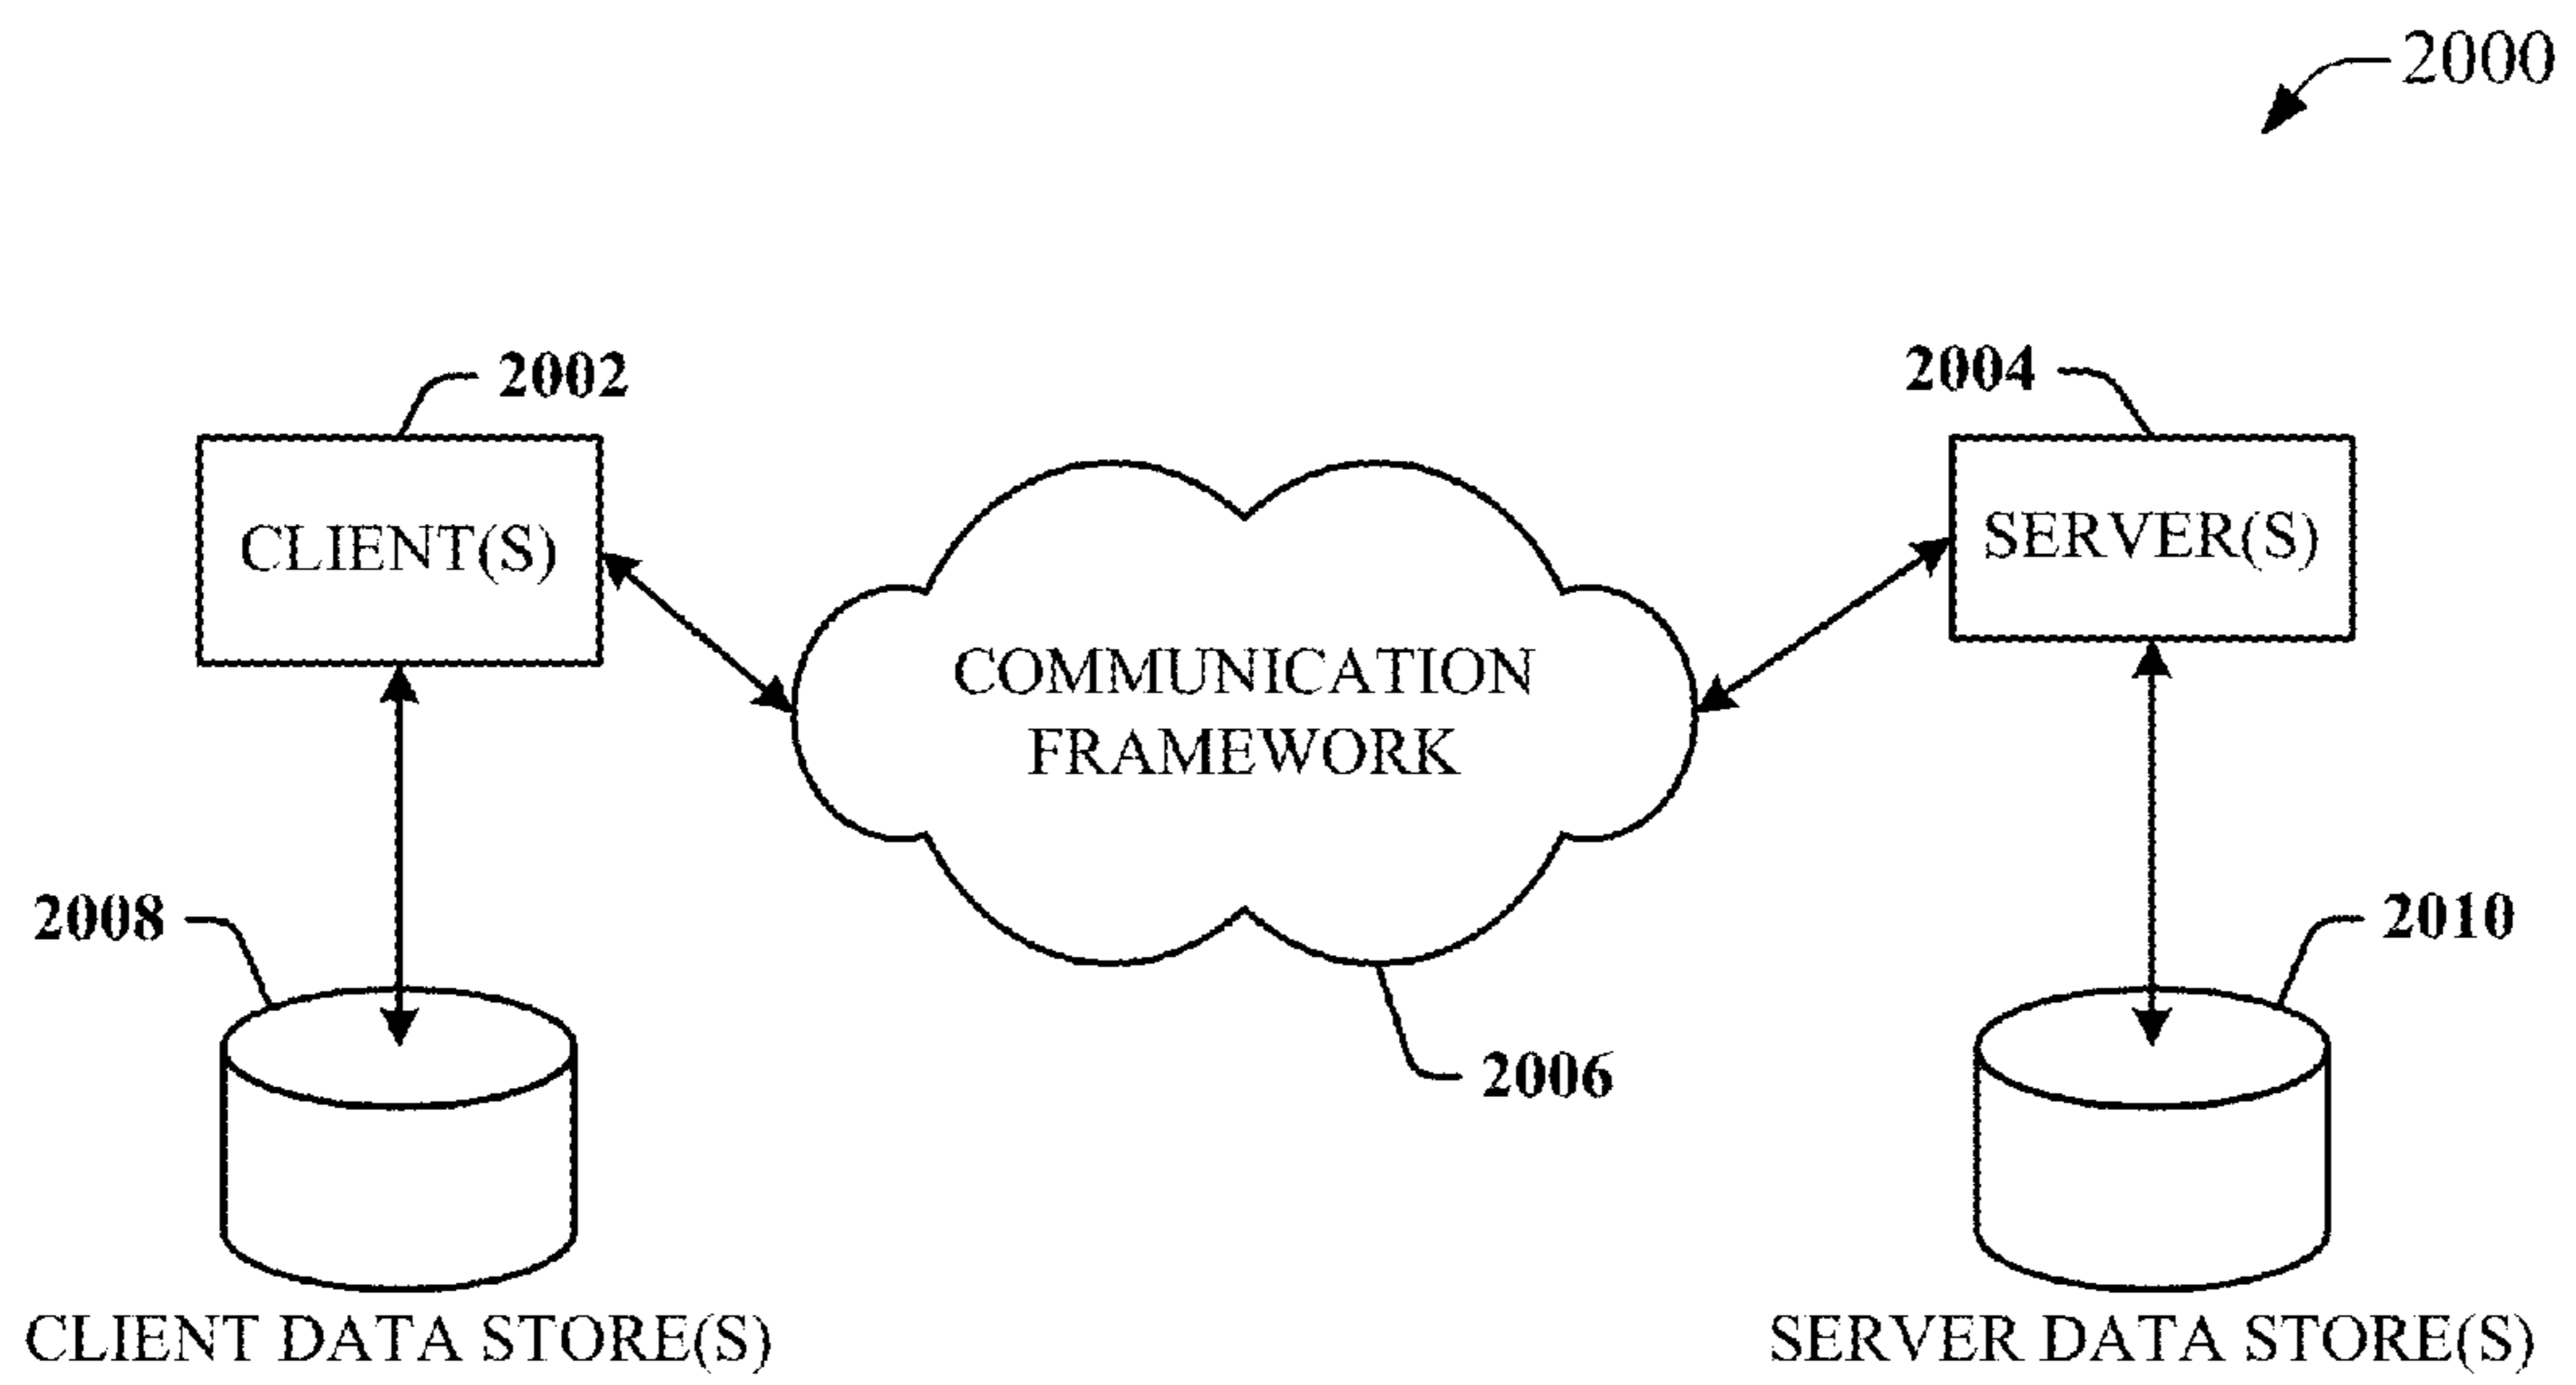 2000
2002
2004
CLIENT(S)
SERVER(S)
COMMUNICATION
FRAMEWORK
2008
2010
2006
CLIENT DATA STORE(S)
SERVER DATA STORE(S)